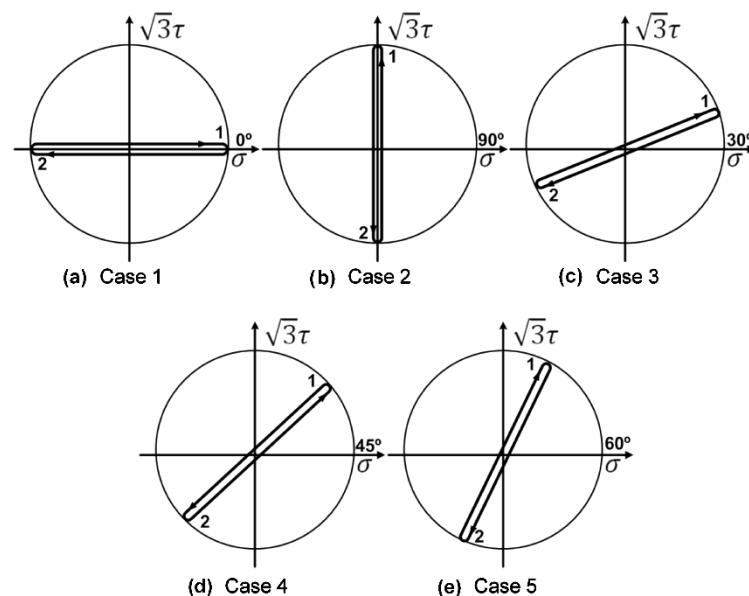 √3τ
1
0º
2
σ
(a) Case 1
√3τ
1
90º
σ
2
(b) Case 2
√3τ
1
30º
σ
2
(c) Case 3
√3τ
1
45º
σ
2
(d) Case 4
√3τ
1
60º
σ
2
(e) Case 5